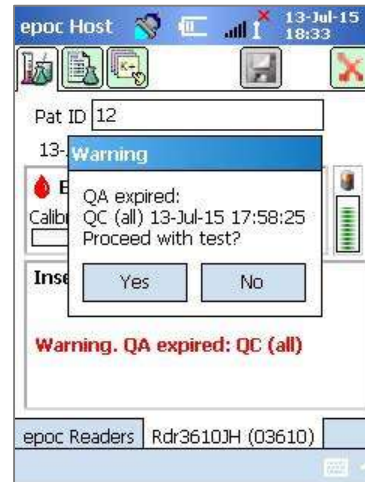 epoc Host
13-Jul-15
18:33
K+
Pat ID 12
13-
Warning
QA expired:
QC (all) 13-Jul-15 17:58:25
Proceed with test?
Yes No
Calib
Inse
Warning. QA expired: QC (all)
epoc Readers Rdr3610JH (03610)